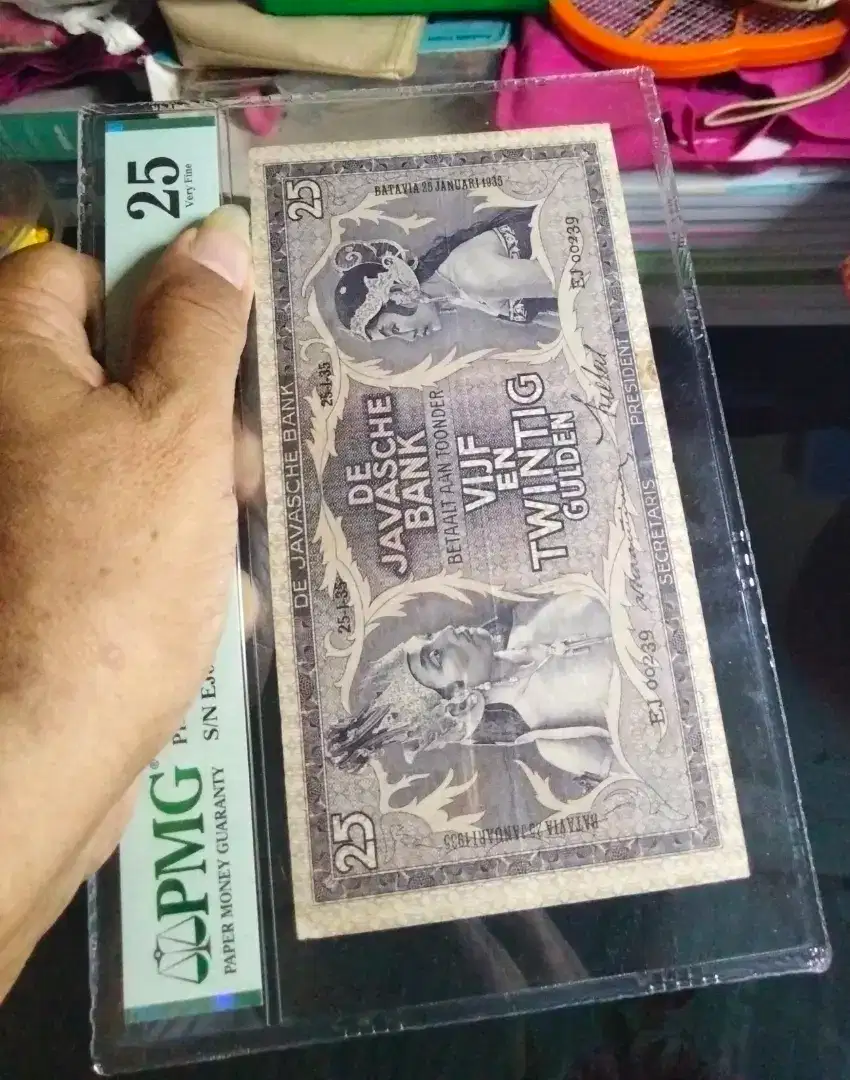 PMG®
PAPER MONEY GUARANTY
S/N EJ
25
Very Fine
DE JAVASCHE BANK
25
25
BATAVIA 25 JANUARI 1935
BATAVIA 25 JANUARI 1935
25-1-35
25-1-35
DE
JAVASCHE
BANK
BETAALT AAN TOONDER
VIJF
EN
TWINTIG
GULDEN
EJ 00239
EJ 00239
SECRETARIS
PRESIDENT